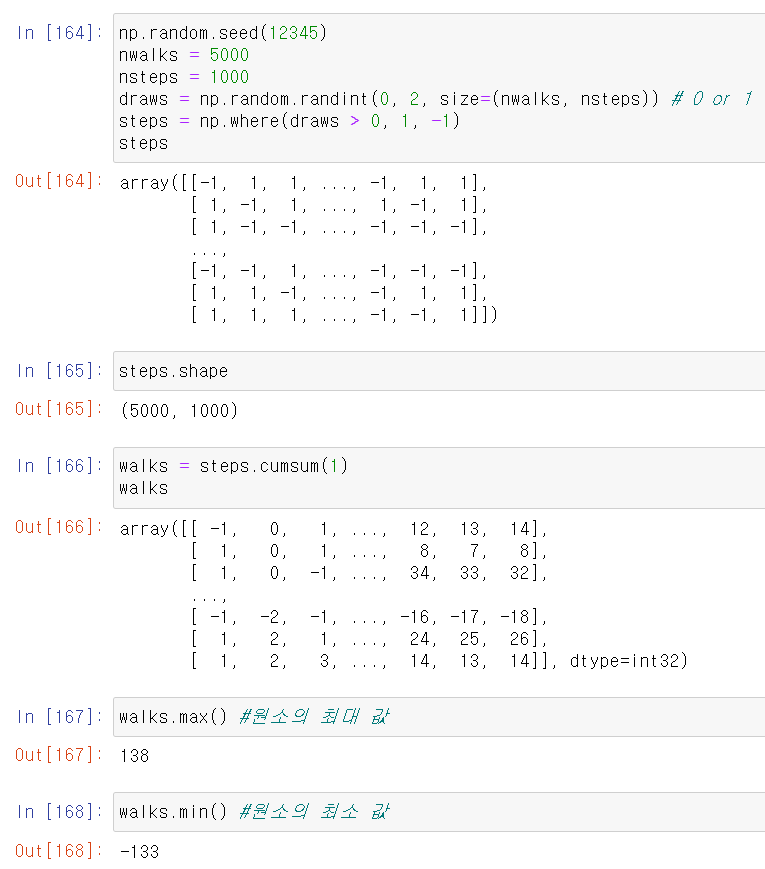 In [164]: np.random.seed(12345)
nwalks = 5000
nsteps = 1000
draws = np.random.randint(0, 2, size=(nwalks, nsteps)) # 0 or 1
steps = np.where(draws > 0, 1, -1)
steps
Out[164]: array([[-1,  1,  1, ..., -1,  1,  1],
[ 1, -1,  1, ...,  1, -1,  1],
[ 1, -1, -1, ..., -1, -1, -1],
...,
[-1, -1,  1, ..., -1, -1, -1],
[ 1,  1, -1, ..., -1,  1,  1],
[ 1,  1,  1, ..., -1, -1,  1]])
In [165]: steps.shape
Out[165]: (5000, 1000)
In [166]: walks = steps.cumsum(1)
walks
Out[166]: array([[ -1,   0,   1, ...,  12,  13,  14],
[  1,   0,   1, ...,   8,   7,   8],
[  1,   0,  -1, ...,  34,  33,  32],
...,
[ -1,  -2,  -1, ..., -16, -17, -18],
[  1,   2,   1, ...,  24,  25,  26],
[  1,   2,   3, ...,  14,  13,  14]], dtype=int32)
In [167]: walks.max() #원소의 최대 값
Out[167]: 138
In [168]: walks.min() #원소의 최소 값
Out[168]: -133